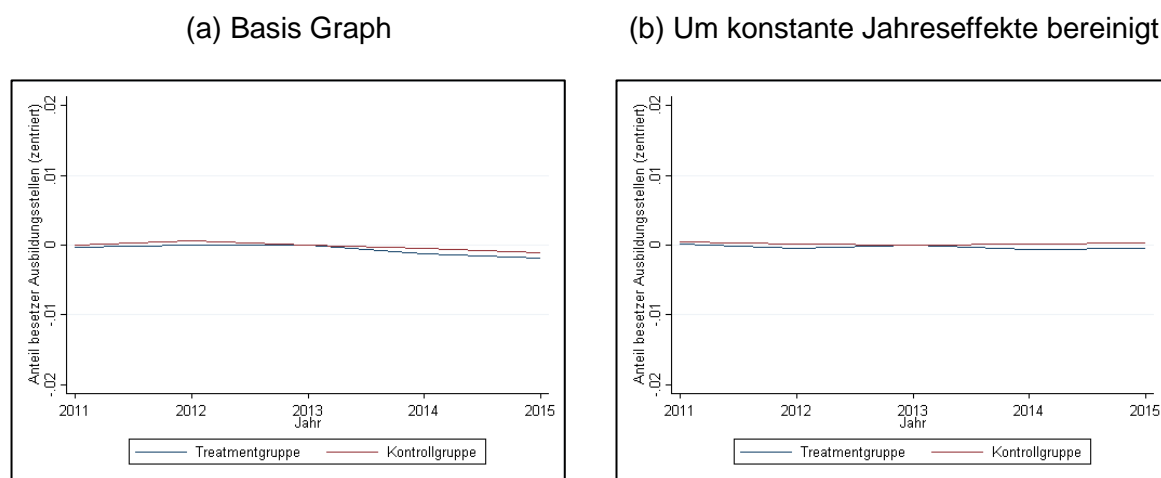 (a) Basis Graph
Anteil besetzer Ausbildungsstellen (zentriert)
.02
.01
0
-.01
-.02
2011 2012 2013 2014 2015
Jahr
Treatmentgruppe Kontrollgruppe
(b) Um konstante Jahreseffekte bereinigt
Anteil besetzer Ausbildungsstellen (zentriert)
.02
.01
0
-.01
-.02
2011 2012 2013 2014 2015
Jahr
Treatmentgruppe Kontrollgruppe